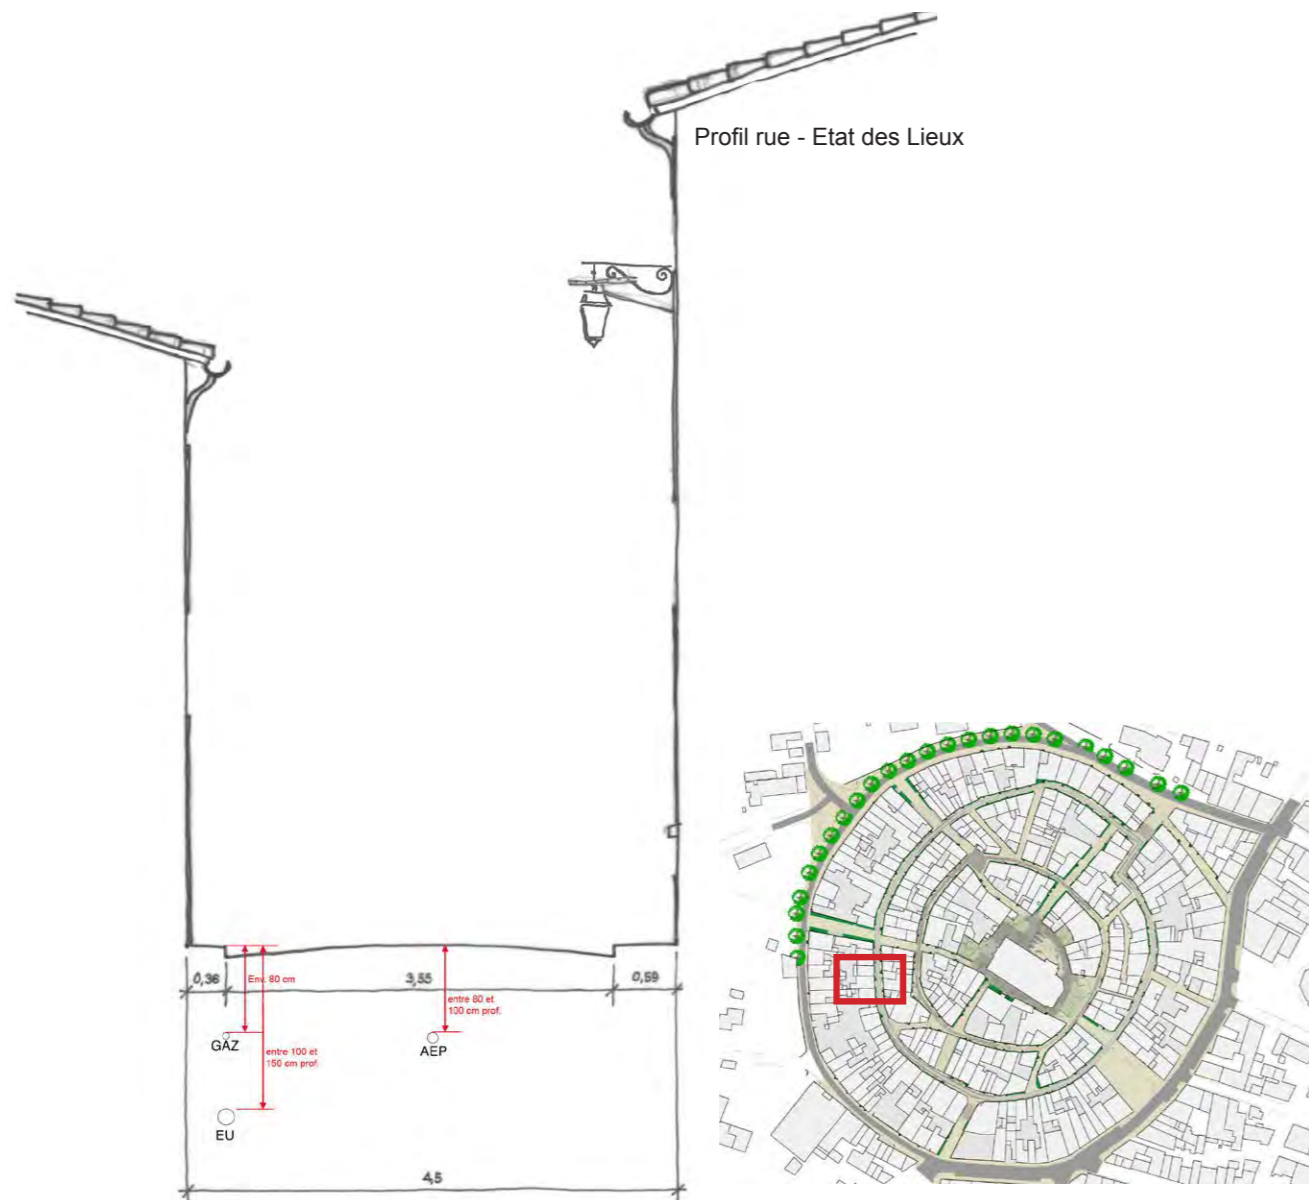 Profil rue - Etat des Lieux
0,36
Env. 80 cm
3,55
0,59
entre 80 et
100 cm prof.
GAZ
AEP
entre 100 et
150 cm prof.
EU
4,5